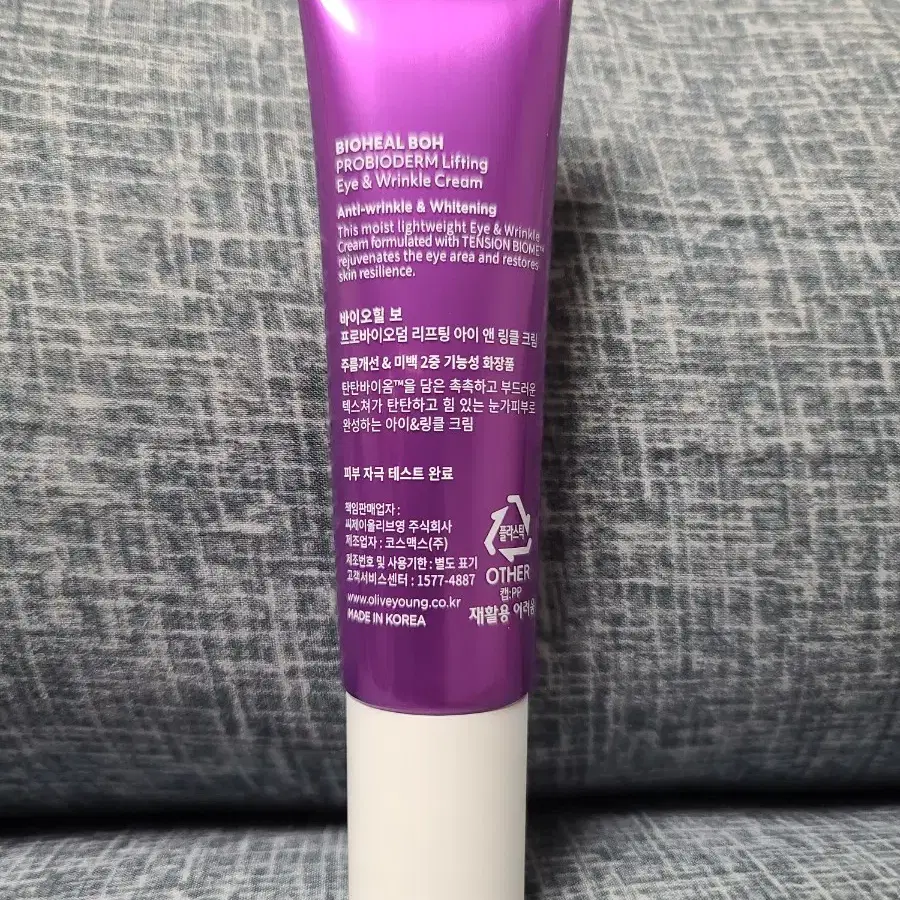 BIOHEAL BOH
PROBIODERM Lifting
Eye & Wrinkle Cream
Anti-wrinkle & Whitening
This moist lightweight Eye & Wrinkle
Cream formulated with TENSION BIOME™
rejuvenates the eye area and restores
skin resilience.
바이오힐 보
프로바이오덤 리프팅 아이 앤 링클 크림
주름개선 & 미백 2중 기능성 화장품
탄탄바이옴™을 담은 촉촉하고 부드러운
텍스쳐가 탄탄하고 힘 있는 눈가피부로
완성하는 아이&링클 크림
피부 자극 테스트 완료
책임판매업자 :
씨제이올리브영 주식회사
제조업자 : 코스맥스(주)
제조번호 및 사용기한 : 별도 표기
고객서비스센터 : 1577-4887
www.oliveyoung.co.kr
MADE IN KOREA
플라스틱
OTHER
캡:PP
재활용 어려움